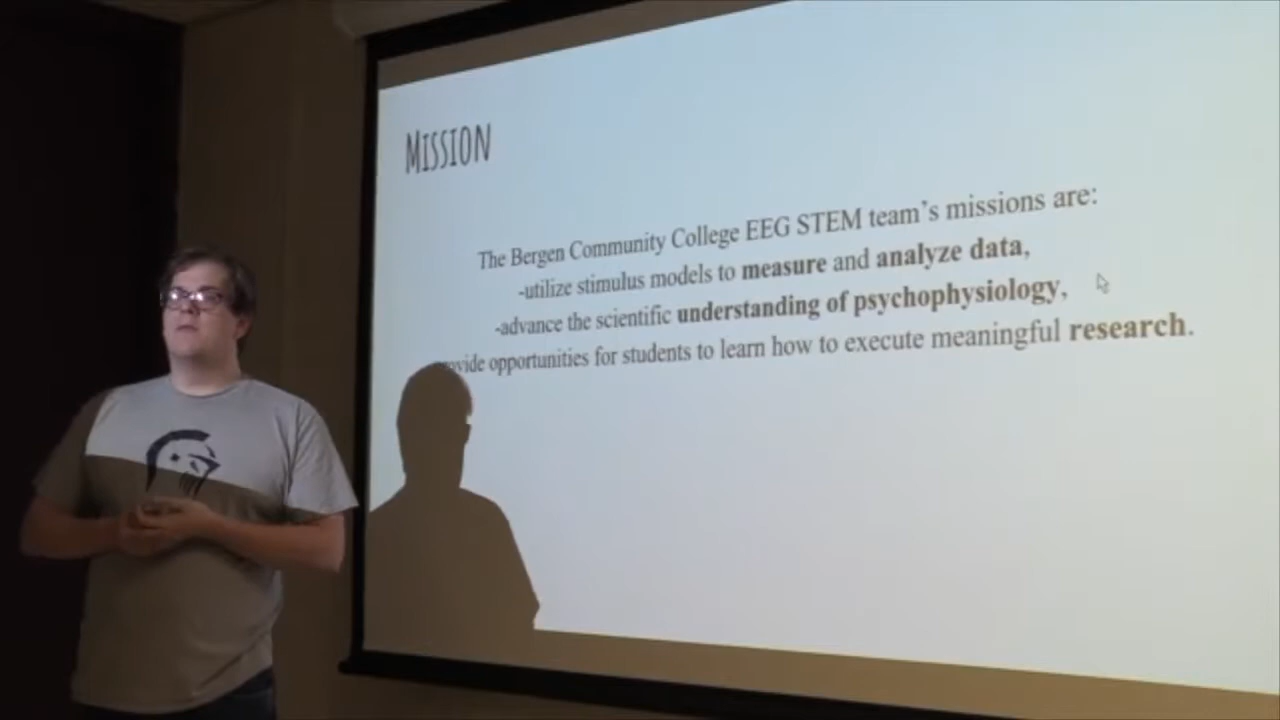 MISSION
The Bergen Community College EEG STEM team's missions are:
-utilize stimulus models to measure and analyze data,
-advance the scientific understanding of psychophysiology,
opportunities for students to learn how to execute meaningful research.